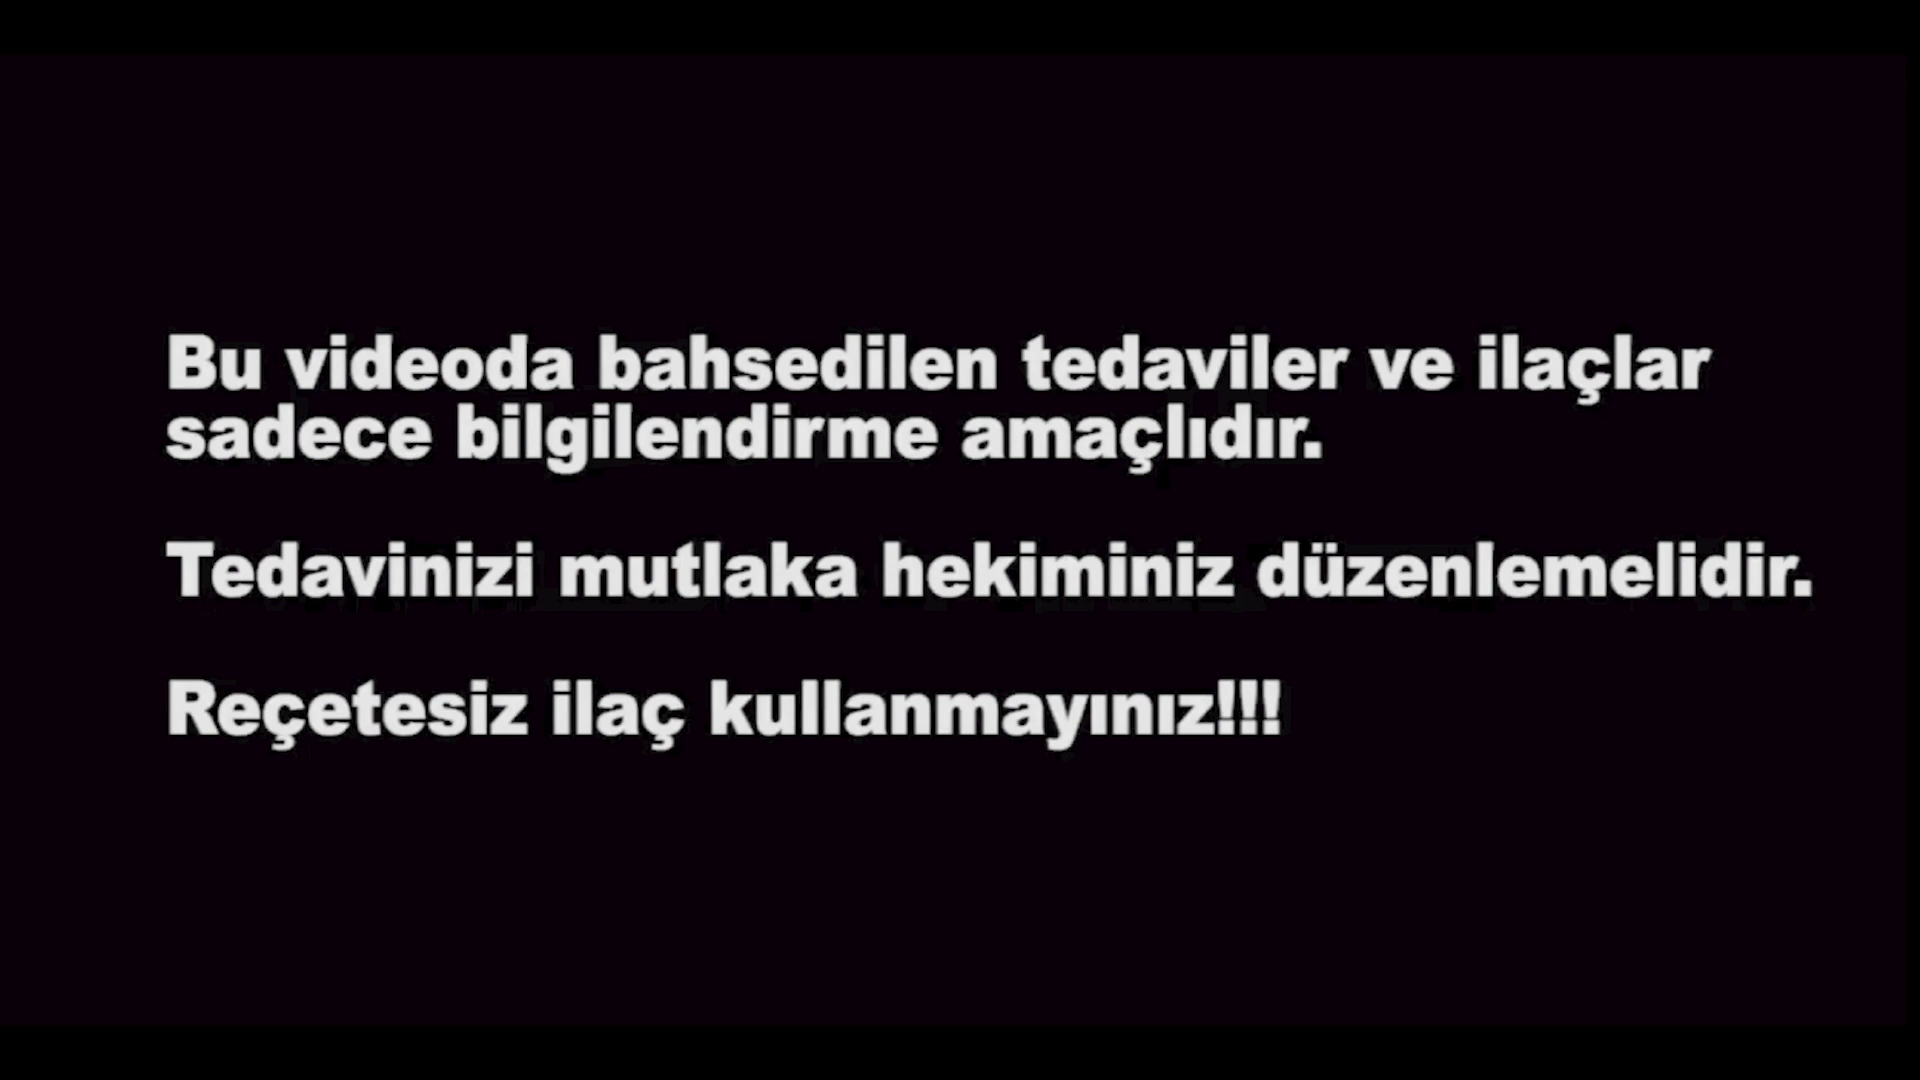 Bu videoda bahsedilen tedaviler ve ilaçlar
sadece bilgilendirme amaçlıdır.
Tedavinizi mutlaka hekiminiz düzenlemelidir.
Reçetesiz ilaç kullanmayınız!!!